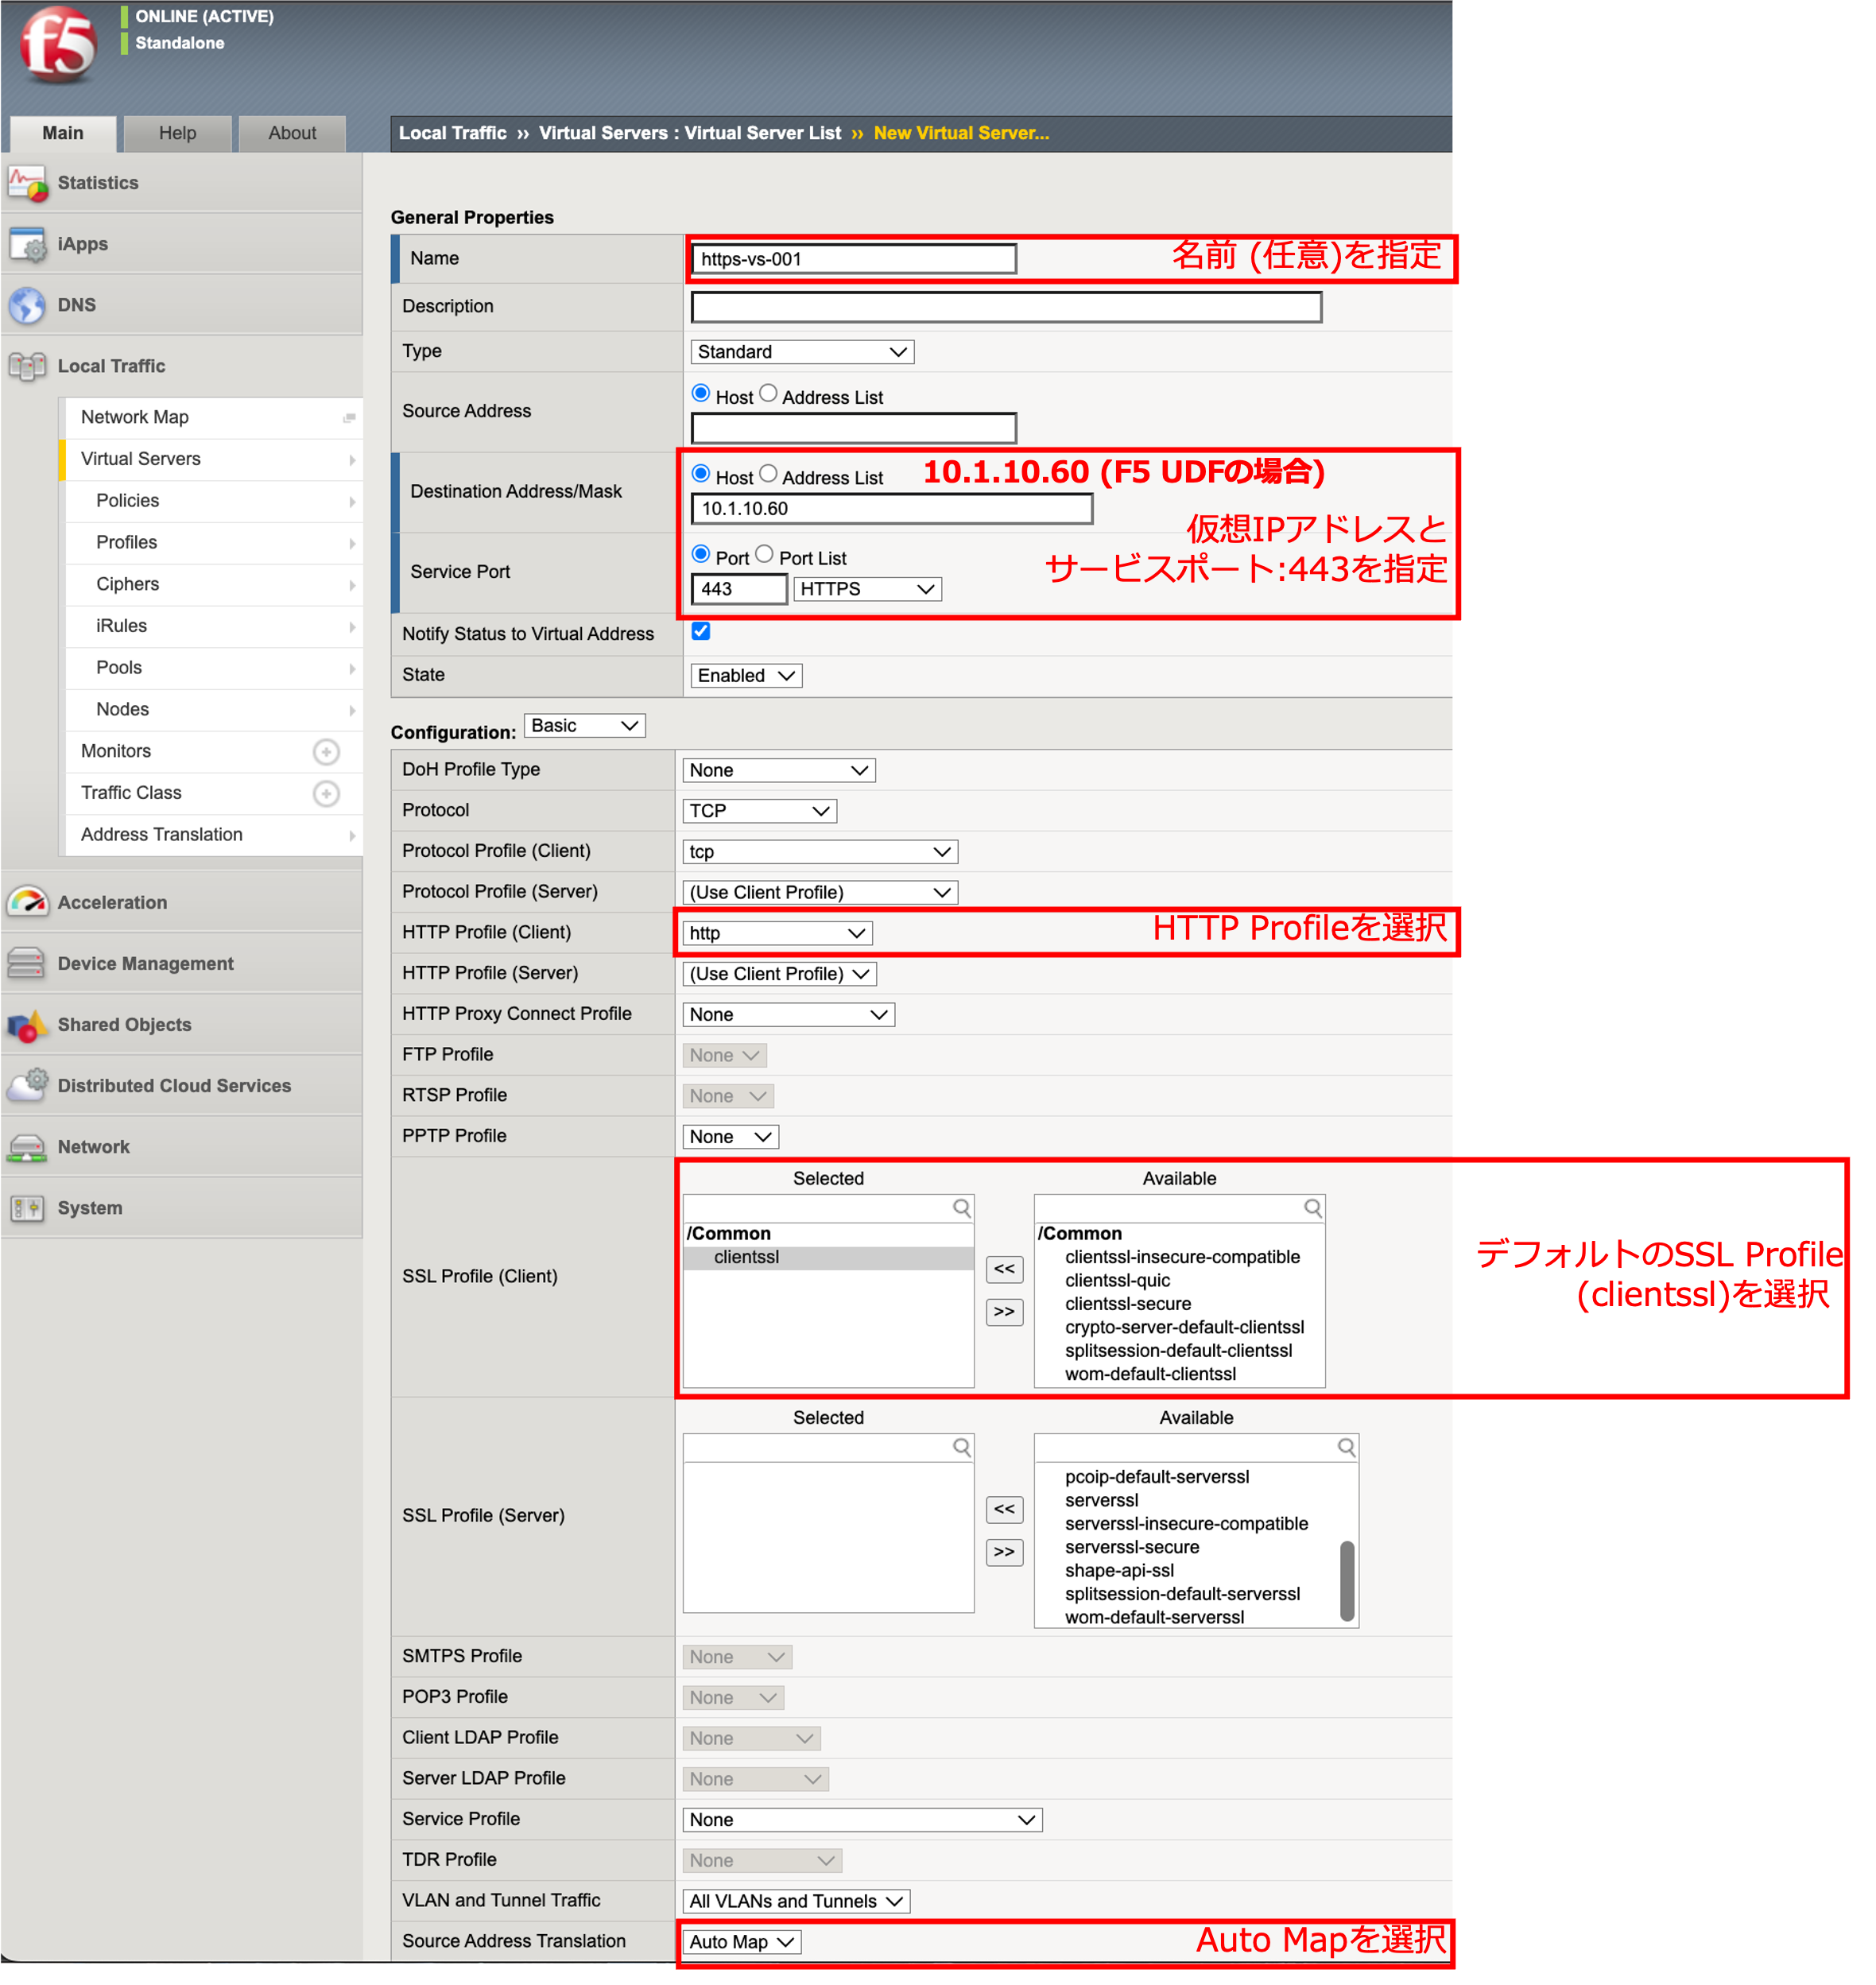 f5
ONLINE (ACTIVE)
Standalone
Main
Help
About
Local Traffic ›› Virtual Servers : Virtual Server List ›› New Virtual Server...
Statistics
iApps
DNS
Local Traffic
Network Map
Virtual Servers
Policies
Profiles
Ciphers
iRules
Pools
Nodes
Monitors
Traffic Class
Address Translation
Acceleration
Device Management
Shared Objects
Distributed Cloud Services
Network
System
General Properties
Name
https-vs-001
名前 (任意)を指定
Description
Type
Standard
Source Address
Host Address List
Destination Address/Mask
Host Address List
10.1.10.60 (F5 UDFの場合)
10.1.10.60
仮想IPアドレスと
サービスポート:443を指定
Service Port
Port Port List
443
HTTPS
Notify Status to Virtual Address
State
Enabled
Configuration: Basic
DoH Profile Type
None
Protocol
TCP
Protocol Profile (Client)
tcp
Protocol Profile (Server)
(Use Client Profile)
HTTP Profile (Client)
http
HTTP Profileを選択
HTTP Profile (Server)
(Use Client Profile)
HTTP Proxy Connect Profile
None
FTP Profile
None
RTSP Profile
None
PPTP Profile
None
SSL Profile (Client)
Selected
/Common
clientssl
<<
>>
Available
/Common
clientssl-insecure-compatible
clientssl-quic
clientssl-secure
crypto-server-default-clientssl
splitsession-default-clientssl
wom-default-clientssl
デフォルトのSSL Profile
(clientssl)を選択
SSL Profile (Server)
Selected
<<
>>
Available
pcoip-default-serverssl
serverssl
serverssl-insecure-compatible
serverssl-secure
shape-api-ssl
splitsession-default-serverssl
wom-default-serverssl
SMTPS Profile
None
POP3 Profile
None
Client LDAP Profile
None
Server LDAP Profile
None
Service Profile
None
TDR Profile
None
VLAN and Tunnel Traffic
All VLANs and Tunnels
Source Address Translation
Auto Map
Auto Mapを選択